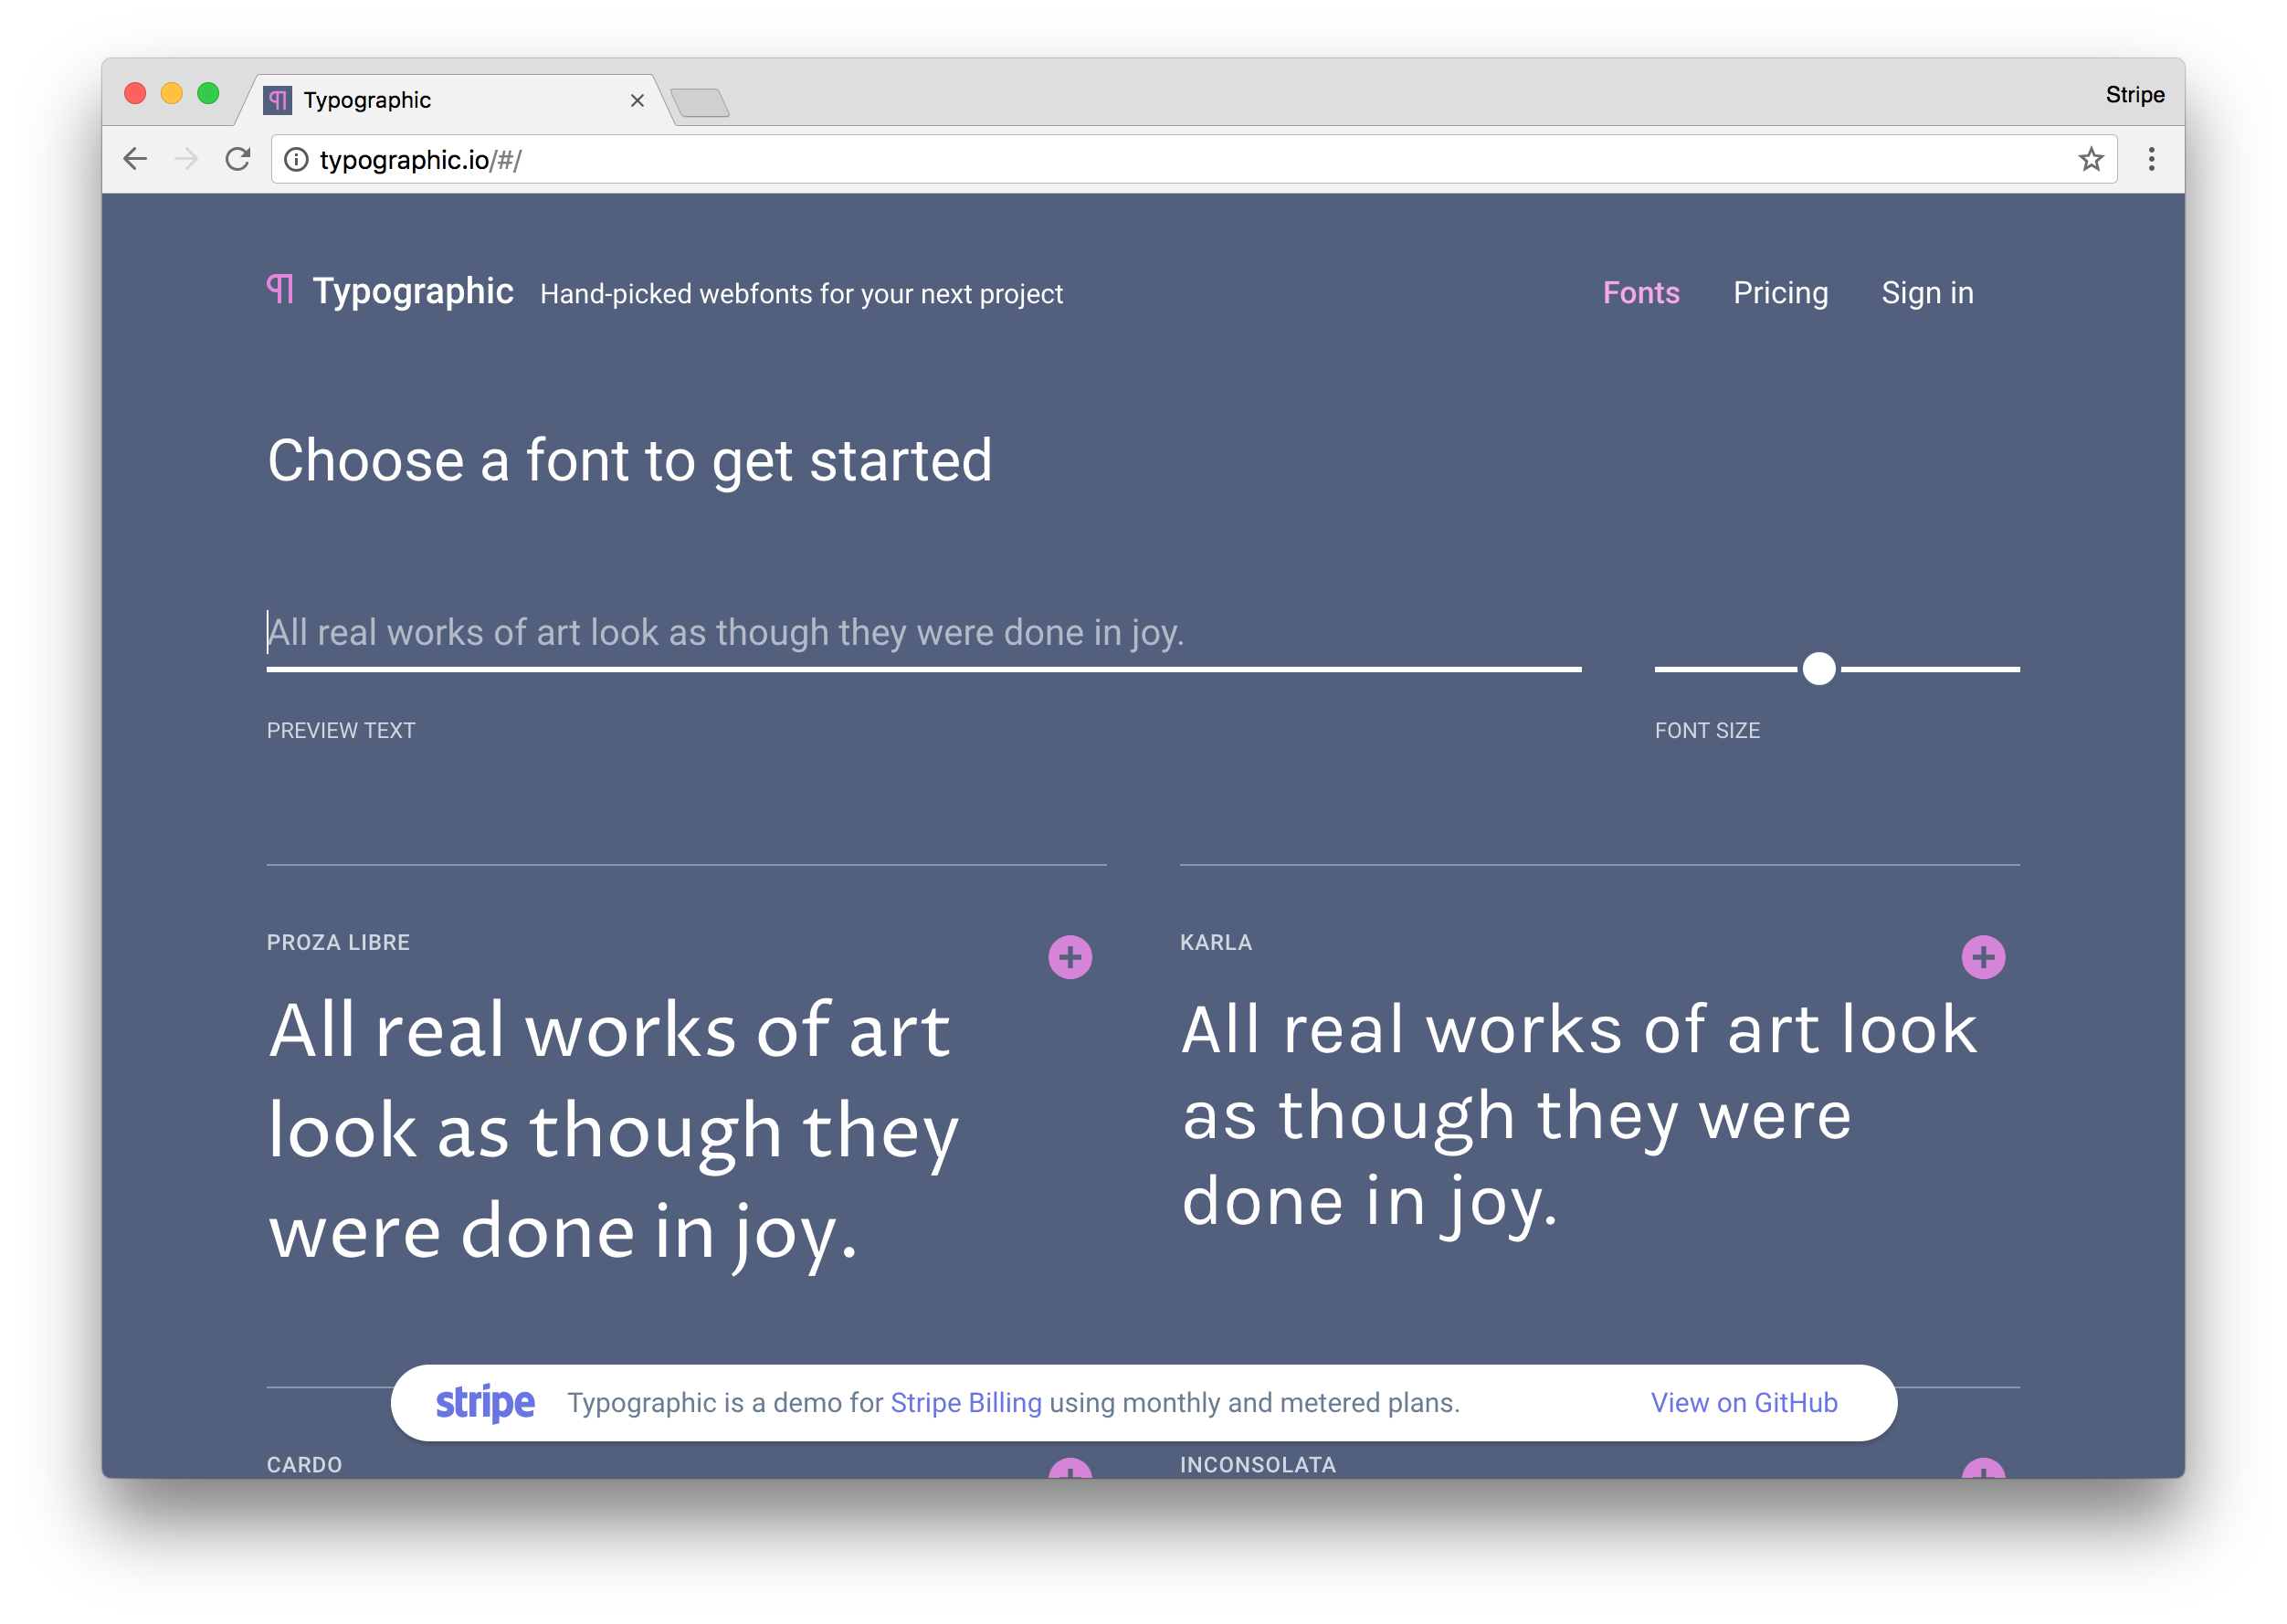 Typographic
Stripe
typographic.io/#/
Typographic Hand-picked webfonts for your next project
Fonts Pricing Sign in
Choose a font to get started
All real works of art look as though they were done in joy.
PREVIEW TEXT
FONT SIZE
PROZA LIBRE
All real works of art
look as though they
were done in joy.
KARLA
All real works of art look
as though they were
done in joy.
stripe Typographic is a demo for Stripe Billing using monthly and metered plans. View on GitHub
CARDO
INCONSOLATA